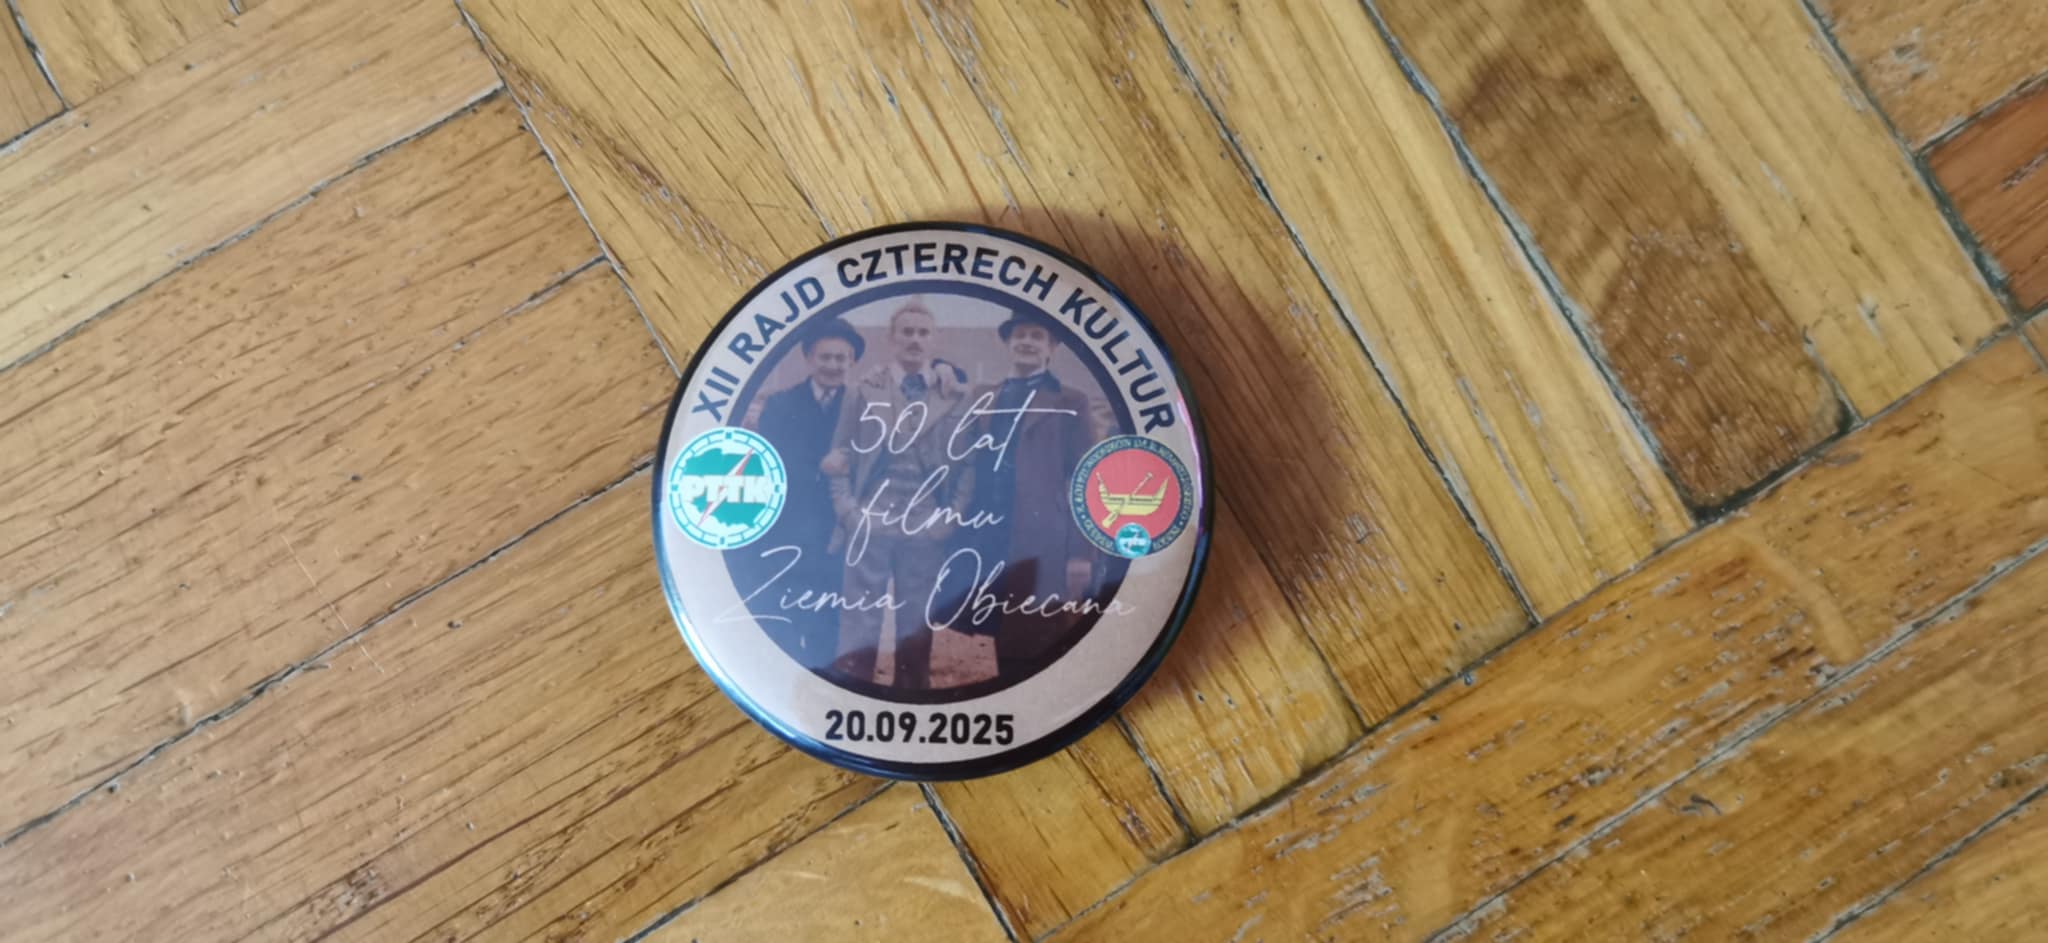 XII RAJD CZTERECH KULTUR
50 lat
filmu
Ziemia Obiecana
PTTK
20.09.2025